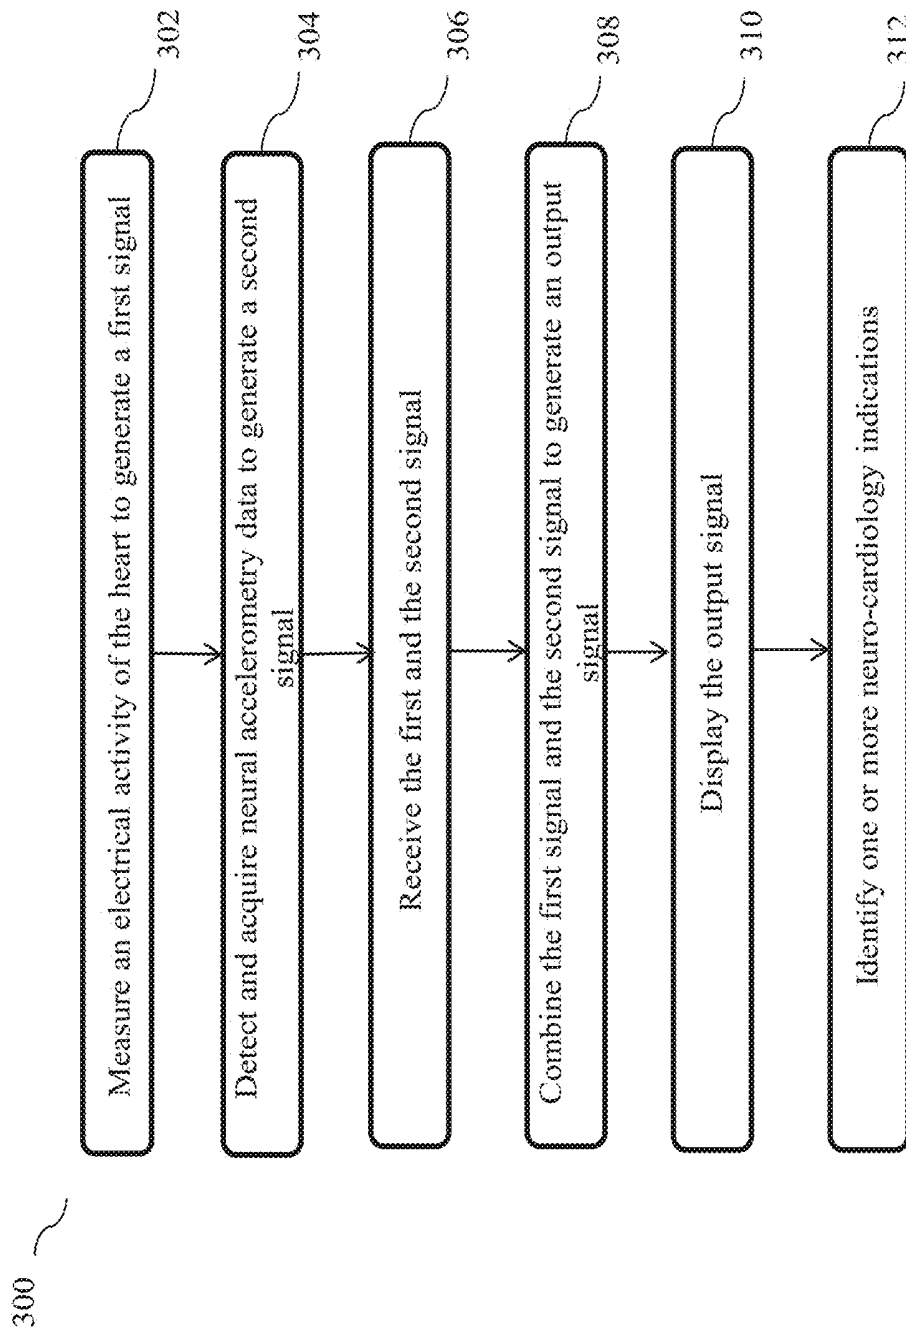 300
Measure an electrical activity of the heart to generate a first signal
302
Detect and acquire neural accelerometry data to generate a second
signal
304
Receive the first and the second signal
306
Combine the first signal and the second signal to generate an output
signal
308
Display the output signal
310
Identify one or more neuro-cardiology indications
312